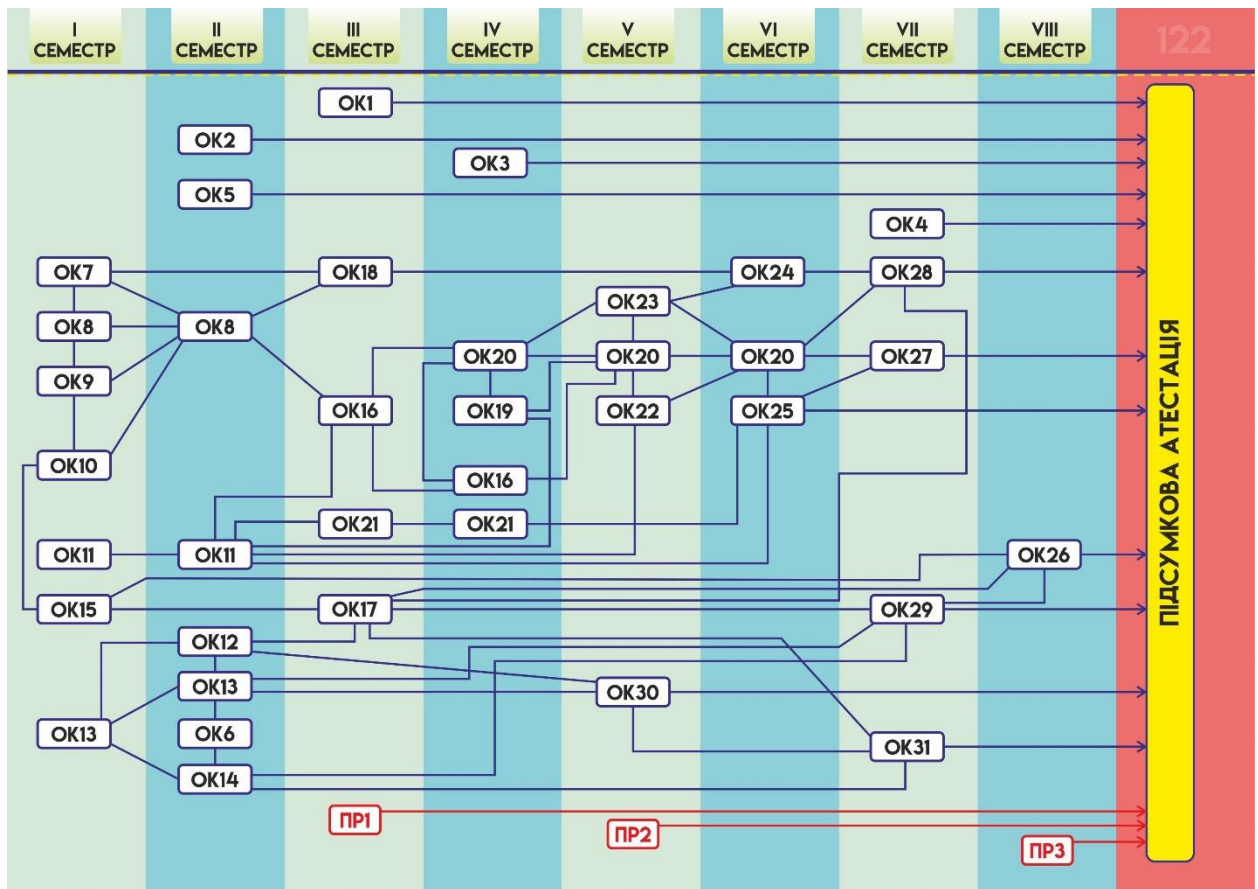 I
СЕМЕСТР
II
СЕМЕСТР
III
СЕМЕСТР
IV
СЕМЕСТР
V
СЕМЕСТР
VI
СЕМЕСТР
VII
СЕМЕСТР
VIII
СЕМЕСТР
122
ОК1
ОК2
ОК3
ОК5
ОК4
ОК7
ОК18
ОК24
ОК28
ОК23
ОК8
ОК8
ОК20
ОК20
ОК20
ОК27
ОК9
ОК16
ОК19
ОК22
ОК25
ОК10
ОК16
ОК21
ОК21
ОК11
ОК11
ОК26
ОК15
ОК17
ОК29
ОК12
ОК13
ОК30
ОК13
ОК6
ОК31
ОК14
ПР1
ПР2
ПР3
ПІДСУМКОВА АТЕСТАЦІЯ